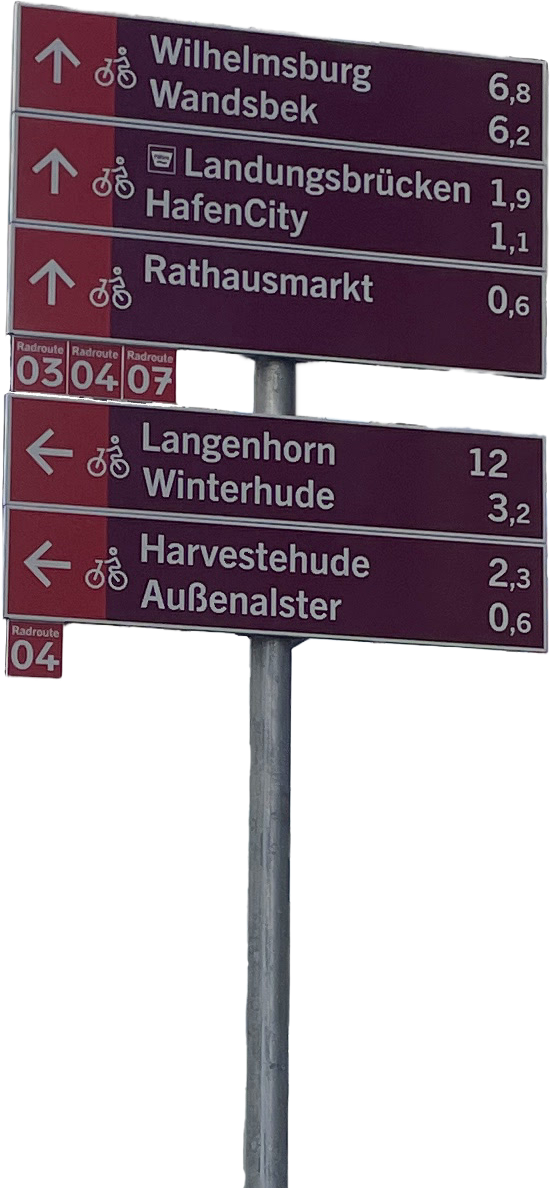 Wilhelmsburg 6,8
Wandsbek 6,2
Landungsbrücken 1,9
HafenCity 1,1
Rathausmarkt 0,6
Radroute 03 Radroute 04 Radroute 07
Langenhorn 12
Winterhude 3,2
Harvestehude 2,3
Außenalster 0,6
Radroute
04